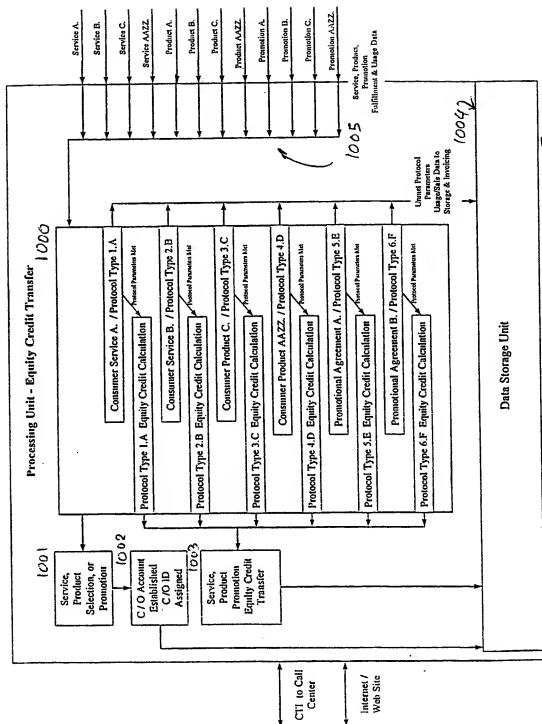 Processing Unit - Equity Credit Transfer
1000
Service A.
Service B.
Service C.
Service AAZZ.
Product A.
Product B.
Product C.
Product AAZZ.
Promotion A.
Promotion B.
Promotion C.
Promotion AAZZ.
Service, Product,
Promotion
Fulfillment & Usage Data
1005
10042
Unmet Protocol
Parameters
Usage/Sale Data to
Storage & Invoicing
Consumer Service A. / Protocol Type 1.A
Protocol Parameters Met
Protocol Type 1.A Equity Credit Calculation
Consumer Service B. / Protocol Type 2.B
Protocol Parameters Met
Protocol Type 2.B Equity Credit Calculation
Consumer Product C. / Protocol Type 3.C
Protocol Parameters Met
Protocol Type 3.C Equity Credit Calculation
Consumer Product AAZZ. / Protocol Type 4.D
Protocol Parameters Met
Protocol Type 4.D Equity Credit Calculation
Promotional Agreement A. / Protocol Type 5.E
Protocol Parameters Met
Protocol Type 5.E Equity Credit Calculation
Promotional Agreement B. / Protocol Type 6.F
Protocol Parameters Met
Protocol Type 6.F Equity Credit Calculation
1001
Service,
Product
Selection, or
Promotion
1002
C / O Account
Established
C / O ID
Assigned
1003
Service,
Product
Promotion
Equity Credit
Transfer
Data Storage Unit
CTI to Call
Center
Internet /
Web Site